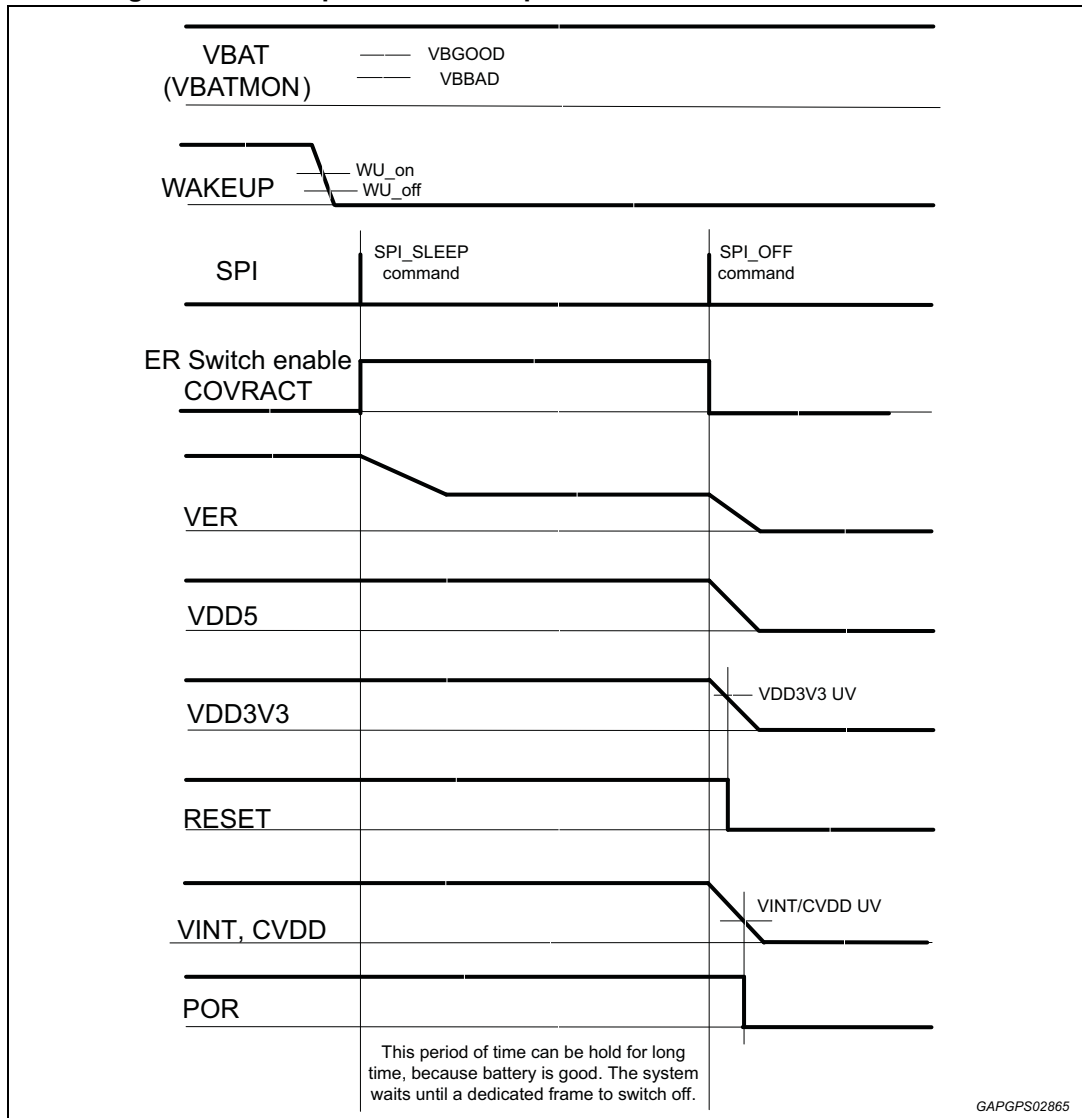 VBAT
(VBATMON)
VBGOOD
VBBAD
WAKEUP
WU_on
WU_off
SPI
SPI_SLEEP
command
SPI_OFF
command
ER Switch enable
COVRACT
VER
VDD5
VDD3V3
VDD3V3 UV
RESET
VINT, CVDD
VINT/CVDD UV
POR
This period of time can be hold for long
time, because battery is good. The system
waits until a dedicated frame to switch off.
GAPGPS02865